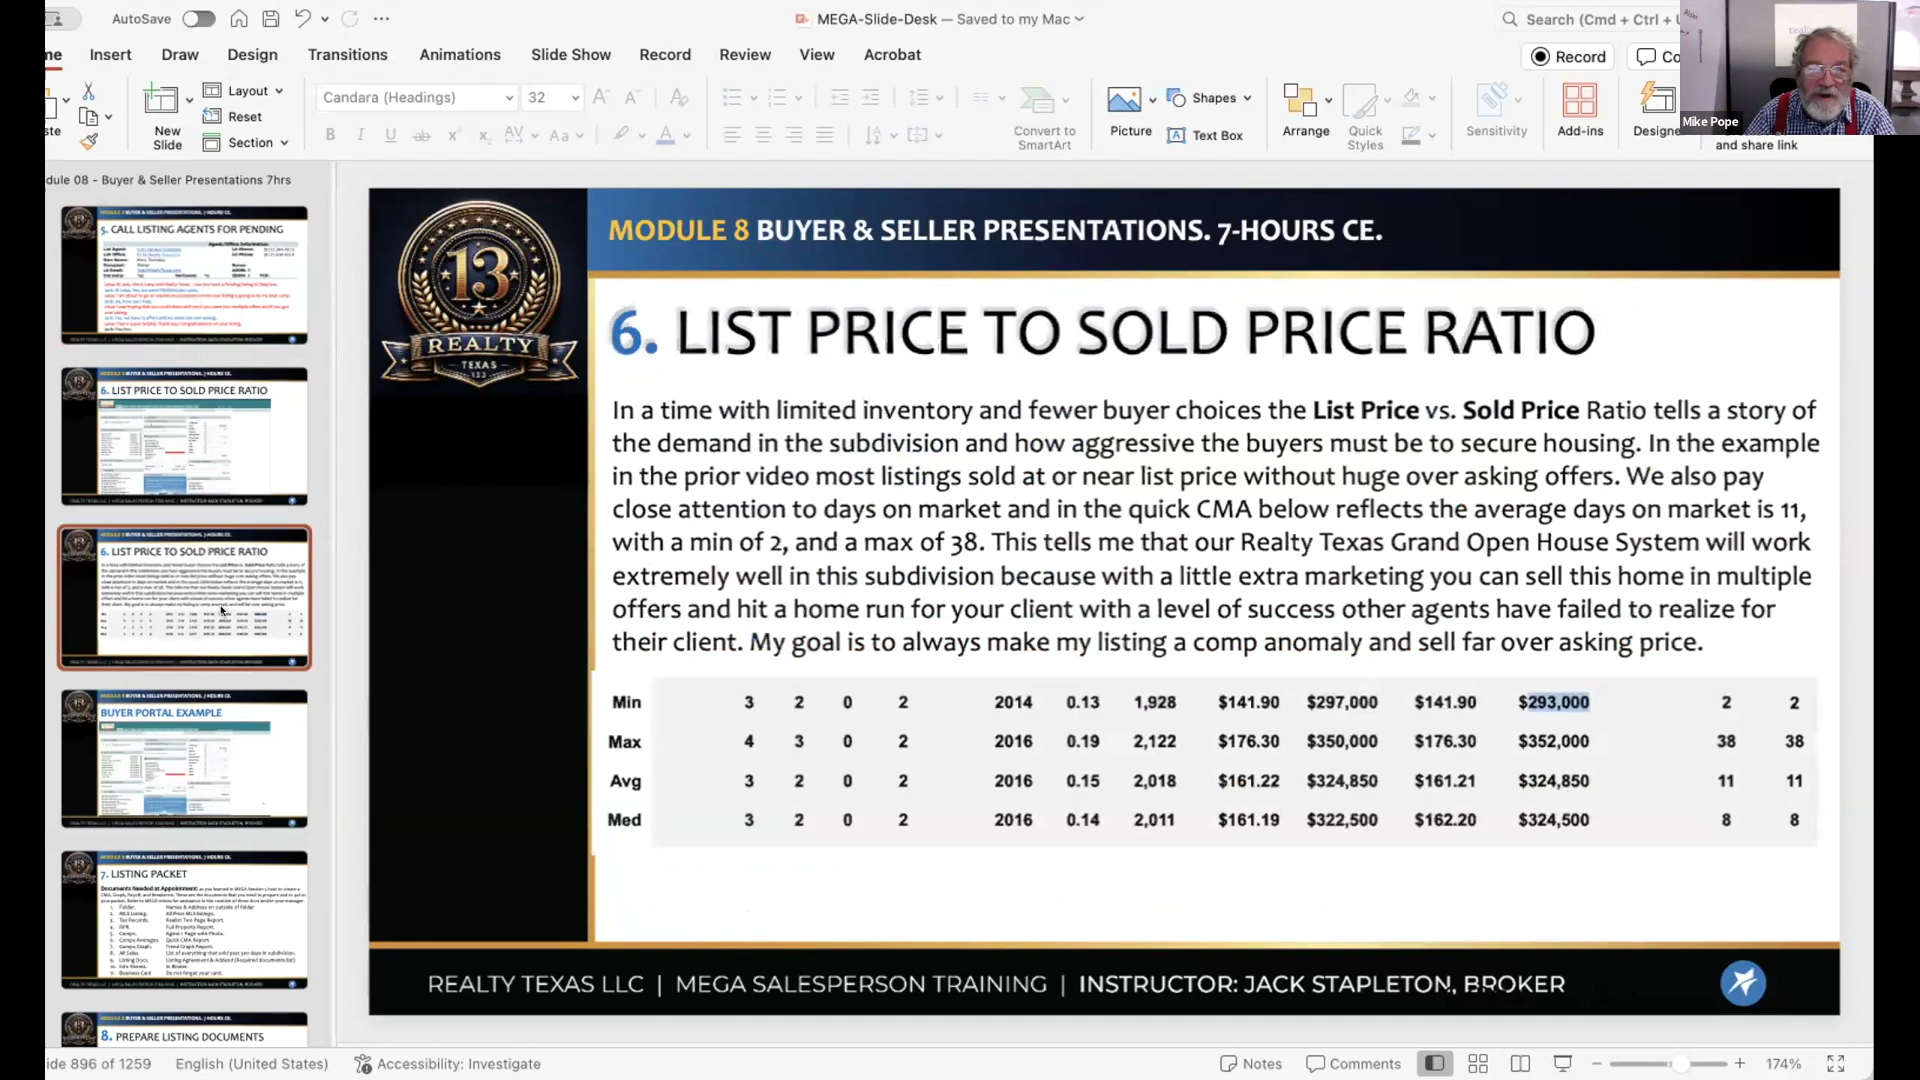 AutoSave
MEGA-Slide-Desk — Saved to my Mac
Search (Cmd + Ctrl + U
me Insert Draw Design Transitions Animations Slide Show Record Review View Acrobat
Record
Co
Mike Pope
New Slide
Layout
Reset
Section
Candara (Headings)
32
Convert to SmartArt
Picture
Shapes
Text Box
Arrange
Quick Styles
Sensitivity
Add-ins
Designe
and share link
dule 08 - Buyer & Seller Presentations 7hrs
5. CALL LISTING AGENTS FOR PENDING
6. LIST PRICE TO SOLD PRICE RATIO
6. LIST PRICE TO SOLD PRICE RATIO
BUYER PORTAL EXAMPLE
7. LISTING PACKET
8. PREPARE LISTING DOCUMENTS
13
REALTY
TEXAS
MODULE 8 BUYER & SELLER PRESENTATIONS. 7-HOURS CE.
6. LIST PRICE TO SOLD PRICE RATIO
In a time with limited inventory and fewer buyer choices the List Price vs. Sold Price Ratio tells a story of
the demand in the subdivision and how aggressive the buyers must be to secure housing. In the example
in the prior video most listings sold at or near list price without huge over asking offers. We also pay
close attention to days on market and in the quick CMA below reflects the average days on market is 11,
with a min of 2, and a max of 38. This tells me that our Realty Texas Grand Open House System will work
extremely well in this subdivision because with a little extra marketing you can sell this home in multiple
offers and hit a home run for your client with a level of success other agents have failed to realize for
their client. My goal is to always make my listing a comp anomaly and sell far over asking price.
Min 3 2 0 2 2014 0.13 1,928 $141.90 $297,000 $141.90 $293,000 2 2
Max 4 3 0 2 2016 0.19 2,122 $176.30 $350,000 $176.30 $352,000 38 38
Avg 3 2 0 2 2016 0.15 2,018 $161.22 $324,850 $161.21 $324,850 11 11
Med 3 2 0 2 2016 0.14 2,011 $161.19 $322,500 $162.20 $324,500 8 8
REALTY TEXAS LLC | MEGA SALESPERSON TRAINING | INSTRUCTOR: JACK STAPLETON, BROKER
ide 896 of 1259
English (United States)
Accessibility: Investigate
Notes
Comments
174%